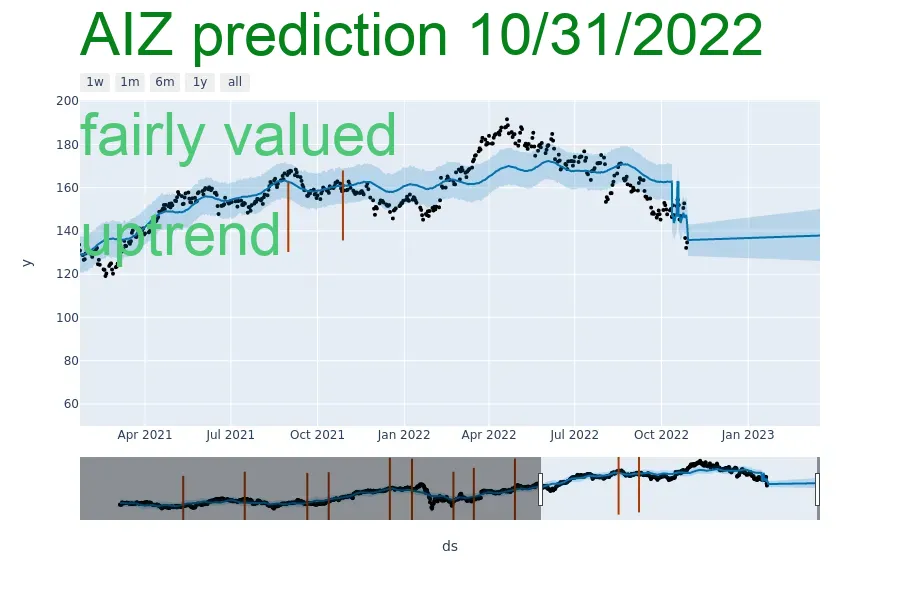 AIZ prediction 10/31/2022
1w 1m 6m 1y all
200
fairly valued
180
160
uptrend
140
y
120
100
80
60
Apr 2021 Jul 2021 Oct 2021 Jan 2022 Apr 2022 Jul 2022 Oct 2022 Jan 2023
ds